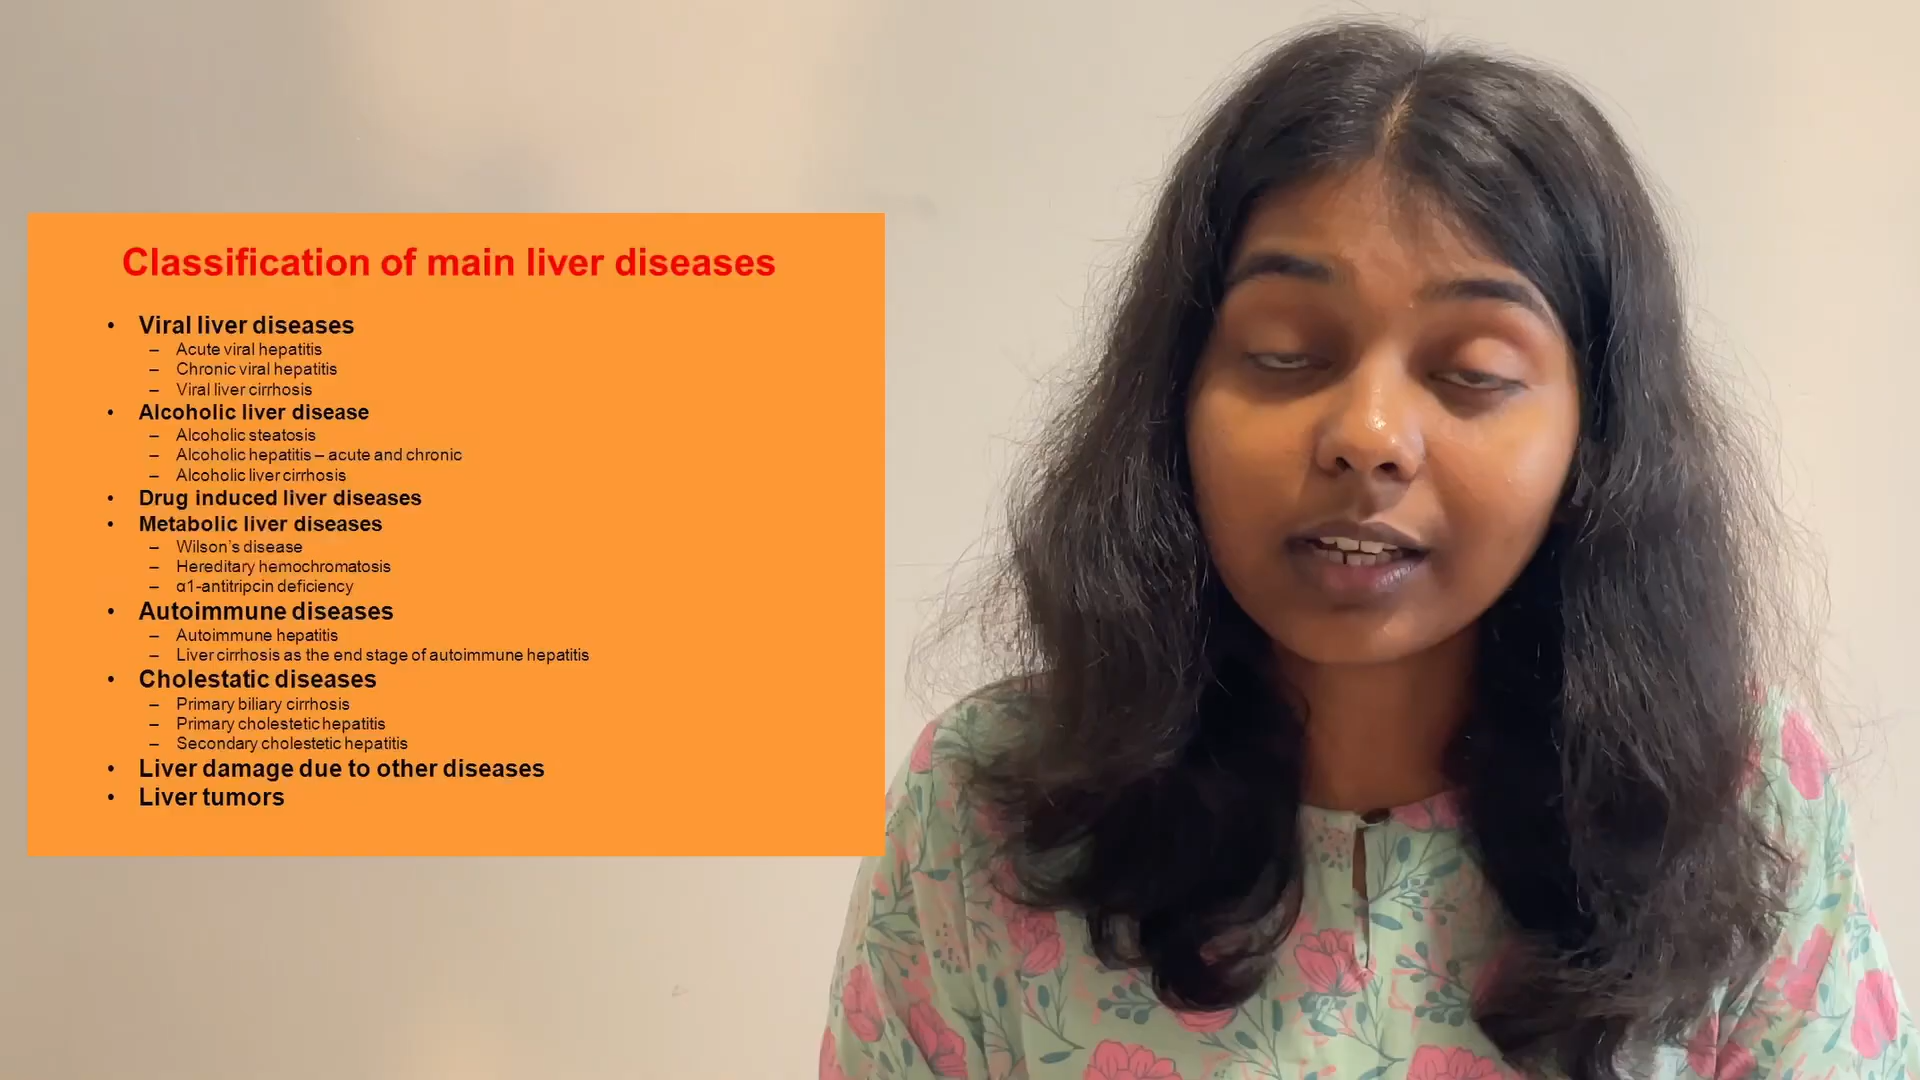 Classification of main liver diseases
• Viral liver diseases
– Acute viral hepatitis
– Chronic viral hepatitis
– Viral liver cirrhosis
• Alcoholic liver disease
– Alcoholic steatosis
– Alcoholic hepatitis – acute and chronic
– Alcoholic liver cirrhosis
• Drug induced liver diseases
• Metabolic liver diseases
– Wilson's disease
– Hereditary hemochromatosis
– α1-antitripcin deficiency
• Autoimmune diseases
– Autoimmune hepatitis
– Liver cirrhosis as the end stage of autoimmune hepatitis
• Cholestatic diseases
– Primary biliary cirrhosis
– Primary cholestetic hepatitis
– Secondary cholestetic hepatitis
• Liver damage due to other diseases
• Liver tumors